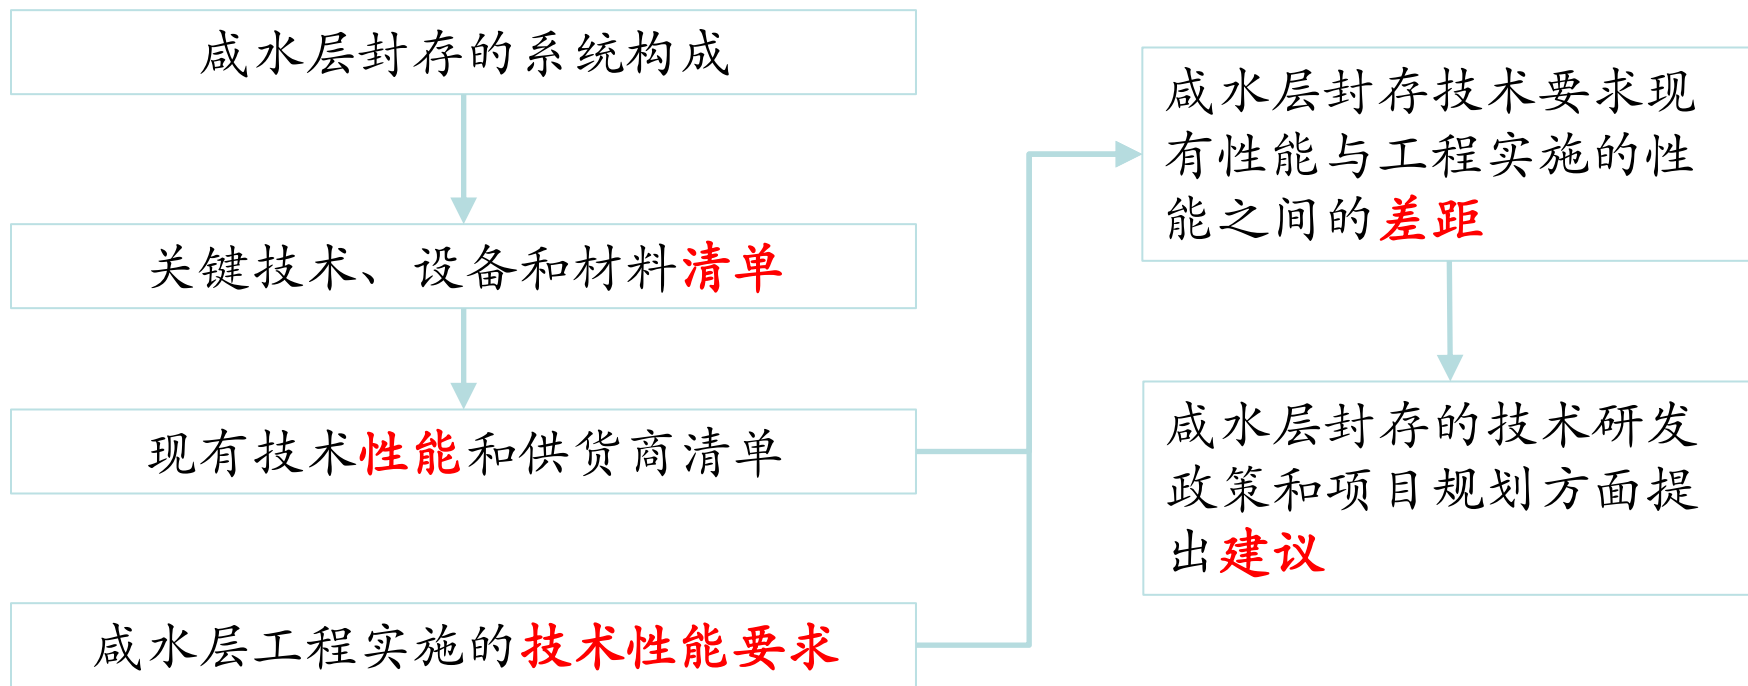 咸水层封存的系统构成
关键技术、设备和材料清单
现有技术性能和供货商清单
咸水层工程实施的技术性能要求
咸水层封存技术要求现
有性能与工程实施的性
能之间的差距
咸水层封存的技术研发
政策和项目规划方面提
出建议